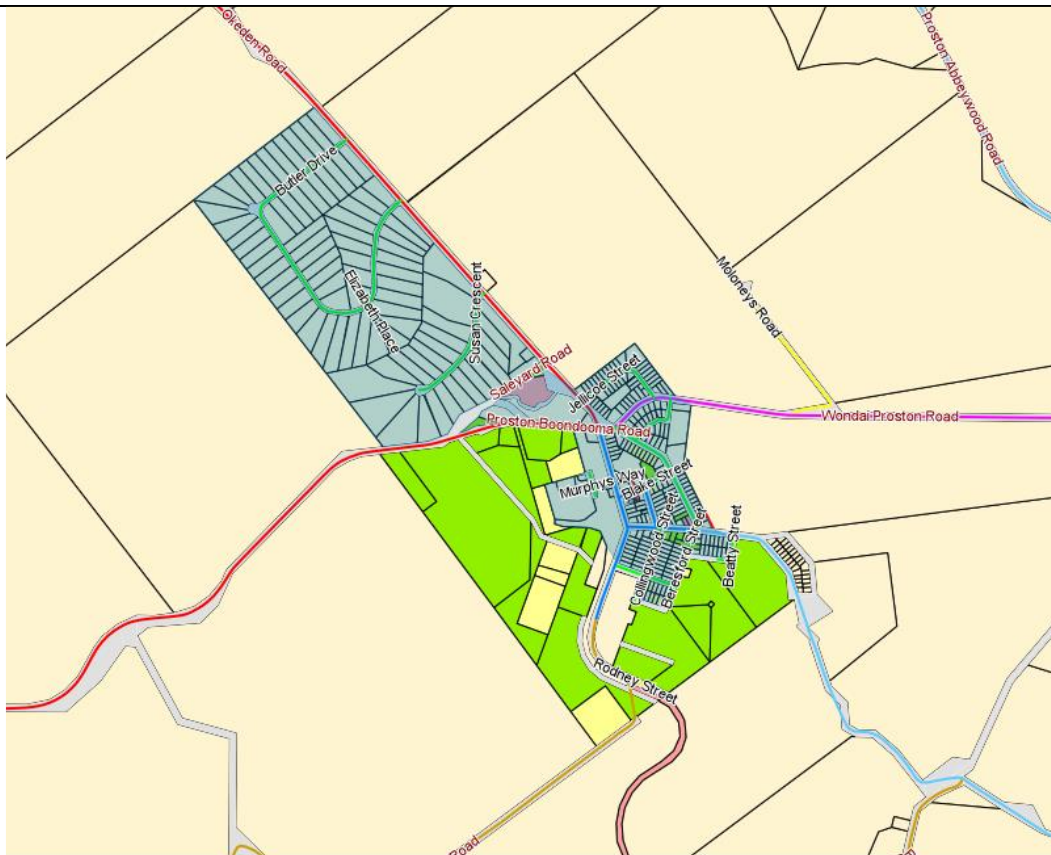 Okeden Road
Proston Abbeywood Road
Butler Drive
Moloneys Road
Elizabeth Place
Susan Crescent
Saleyard Road
Jellicoe Street
Wondai Proston Road
Proston Boondooma Road
Murphys Way
Blake Street
Collingwood Street
Beresford Street
Beatty Street
Rodney Street
Road